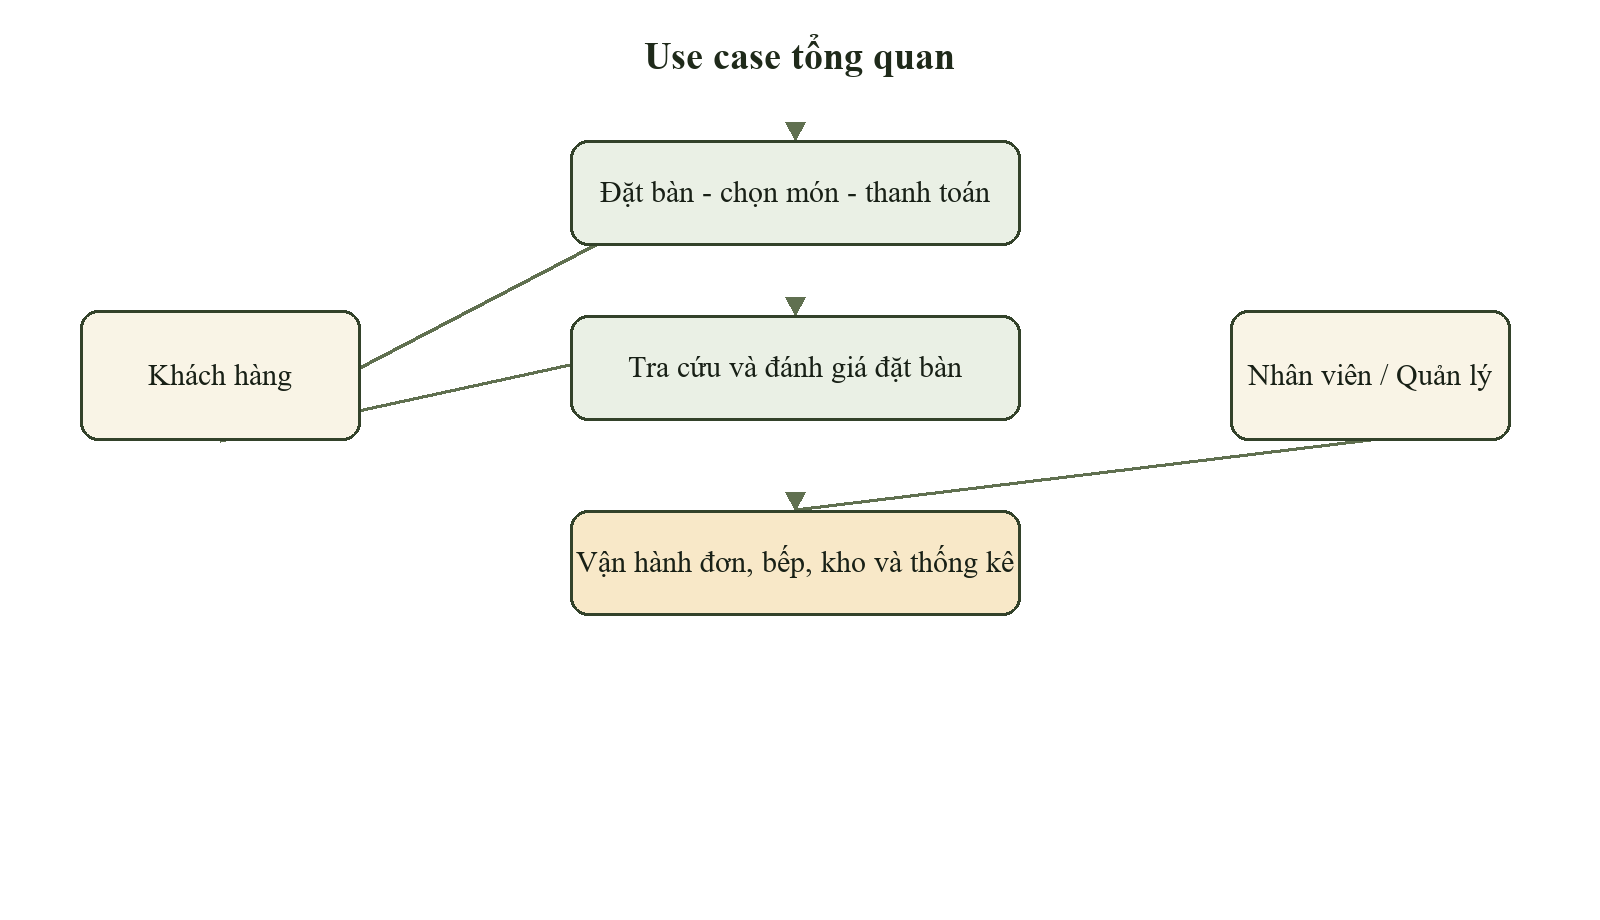 Use case tổng quan
Đặt bàn - chọn món - thanh toán
Khách hàng
Tra cứu và đánh giá đặt bàn
Nhân viên / Quản lý
Vận hành đơn, bếp, kho và thống kê